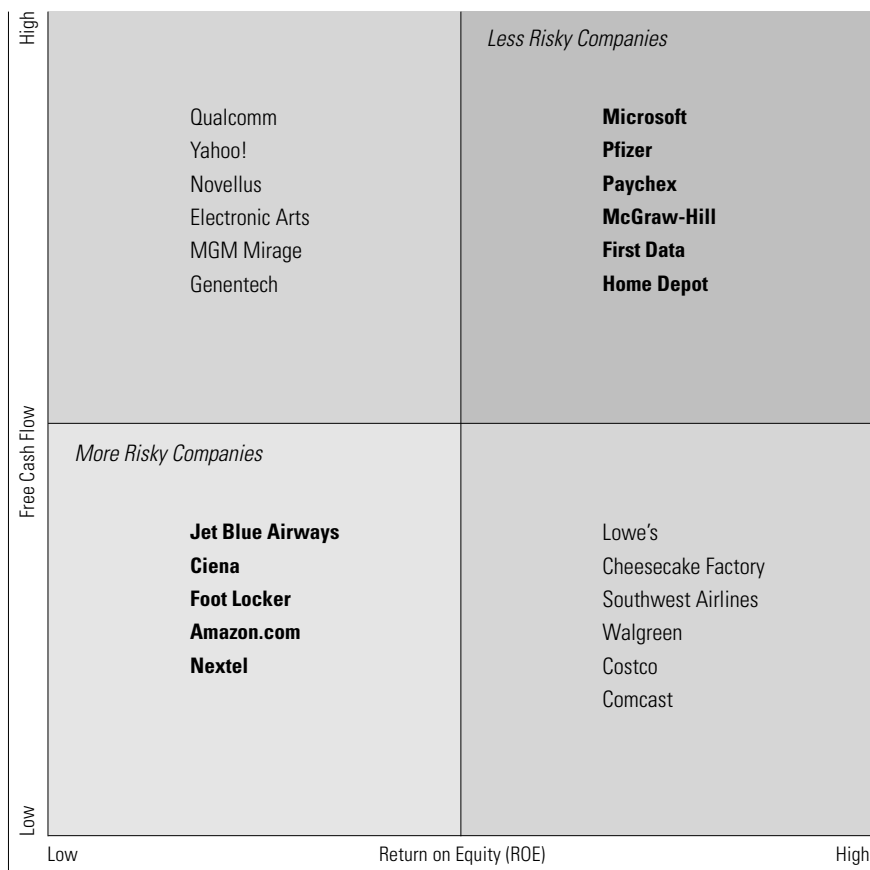 High
Less Risky Companies
Qualcomm
Yahoo!
Novellus
Electronic Arts
MGM Mirage
Genentech
Microsoft
Pfizer
Paychex
McGraw-Hill
First Data
Home Depot
Free Cash Flow
More Risky Companies
Jet Blue Airways
Ciena
Foot Locker
Amazon.com
Nextel
Lowe's
Cheesecake Factory
Southwest Airlines
Walgreen
Costco
Comcast
Low
Low
Return on Equity (ROE)
High